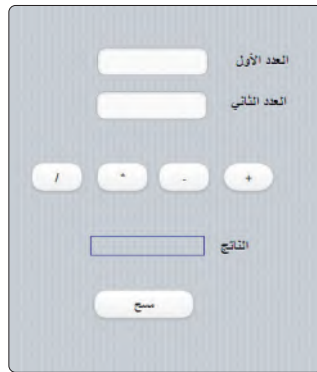 العدد الأول
العدد الثاني
+ - * /
الناتج
مسح